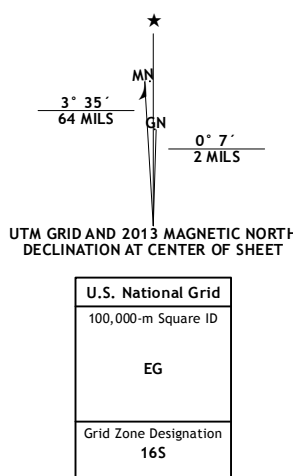 ★
MN
3° 35´
64 MILS
GN
0° 7´
2 MILS
UTM GRID AND 2013 MAGNETIC NORTH
DECLINATION AT CENTER OF SHEET
U.S. National Grid
100,000-m Square ID
EG
Grid Zone Designation
16S